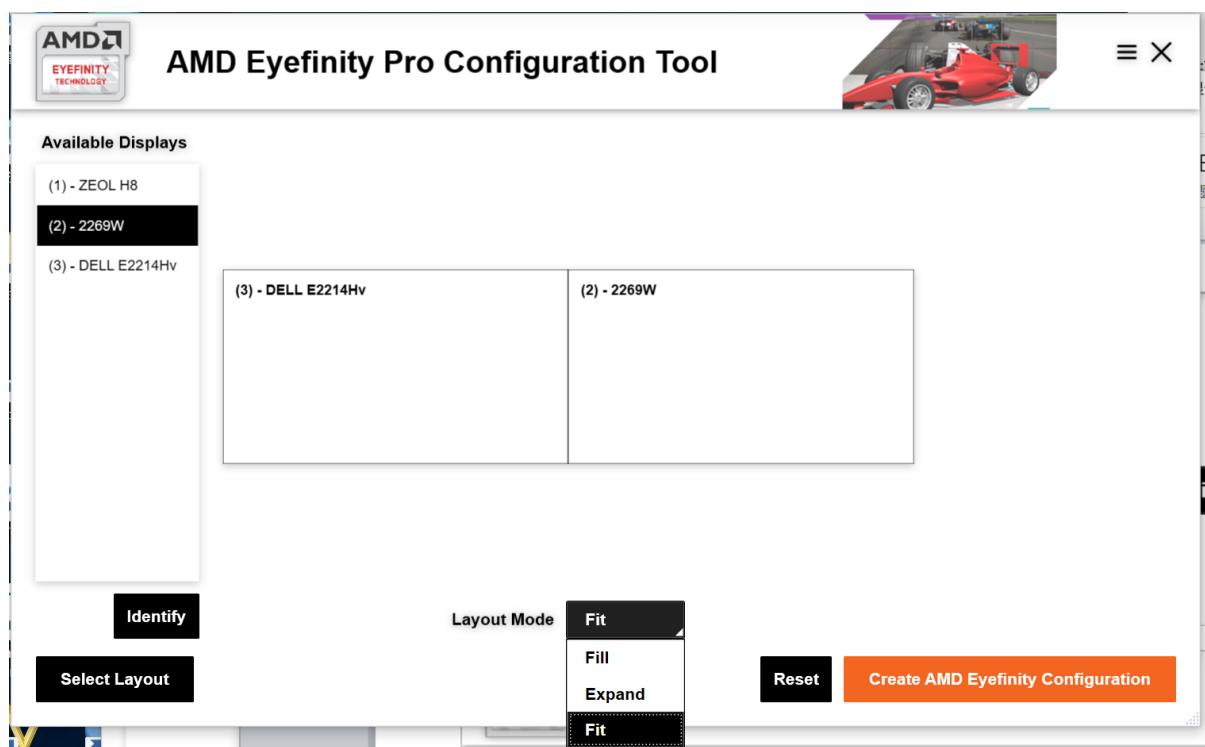 AMD
EYEFINITY
TECHNOLOGY
AMD Eyefinity Pro Configuration Tool
Available Displays
(1) - ZEOL H8
(2) - 2269W
(3) - DELL E2214Hv
(3) - DELL E2214Hv
(2) - 2269W
Identify
Layout Mode
Fit
Fill
Expand
Fit
Select Layout
Reset
Create AMD Eyefinity Configuration